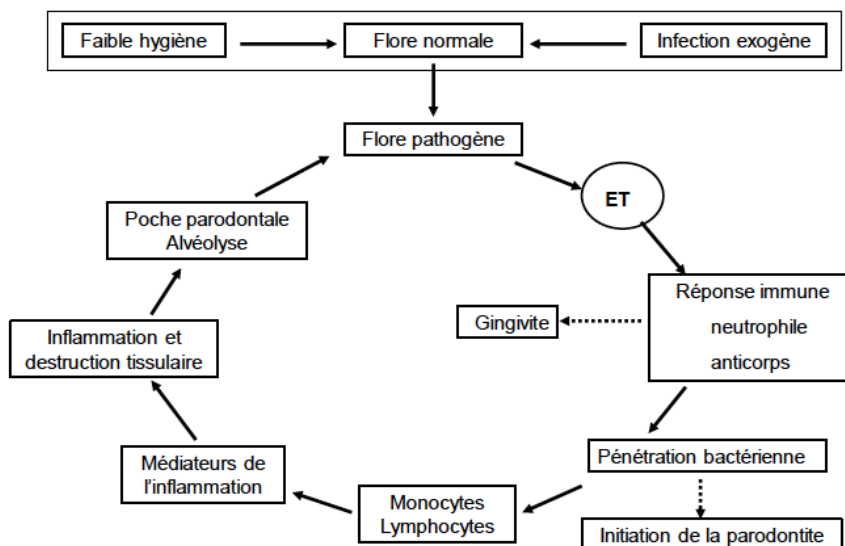 Faible hygiène
Flore normale
Infection exogène
Flore pathogène
ET
Poche parodontale
Alvéolyse
Réponse immune
neutrophile
anticorps
Gingivite
Inflammation et
destruction tissulaire
Pénétration bactérienne
Médiateurs de
l'inflammation
Monocytes
Lymphocytes
Initiation de la parodontite